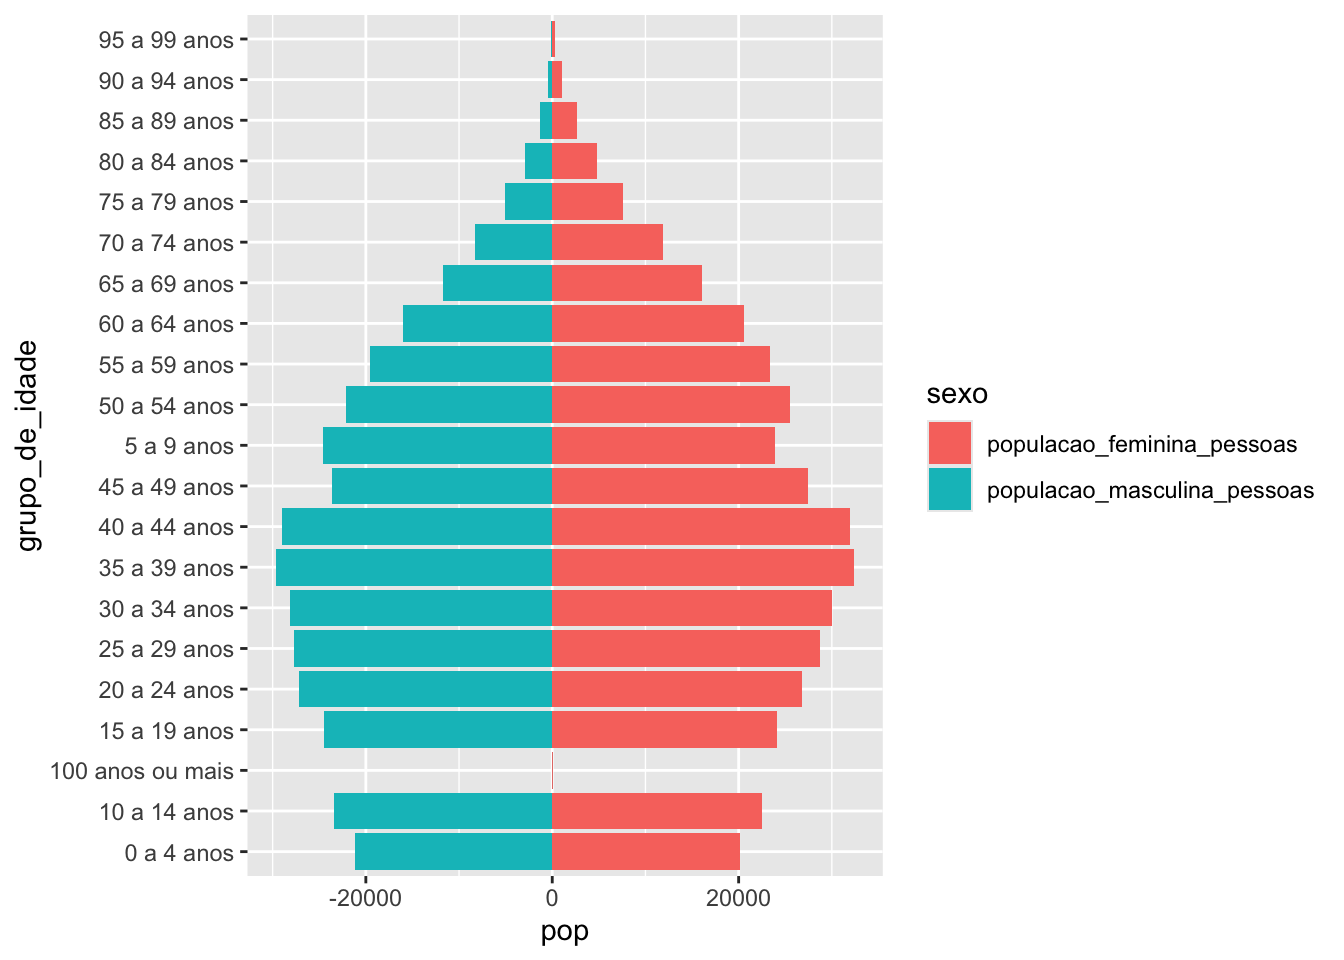 95 a 99 anos
90 a 94 anos
85 a 89 anos
80 a 84 anos
75 a 79 anos
70 a 74 anos
65 a 69 anos
60 a 64 anos
55 a 59 anos
50 a 54 anos
5 a 9 anos
45 a 49 anos
40 a 44 anos
35 a 39 anos
30 a 34 anos
25 a 29 anos
20 a 24 anos
15 a 19 anos
100 anos ou mais
10 a 14 anos
0 a 4 anos
grupo_de_idade
-20000 0 20000
pop
sexo
populacao_feminina_pessoas
populacao_masculina_pessoas